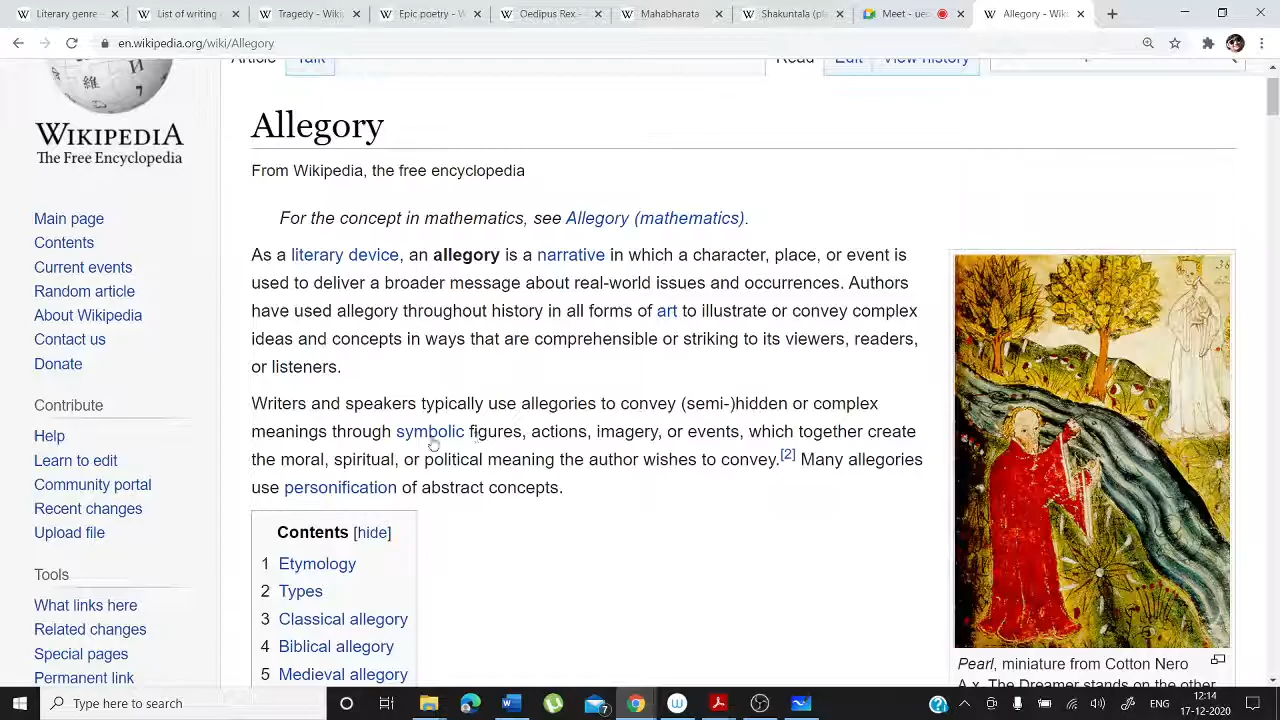 Literary genre
List of writing
Tragedy - Wik
Epic poetry - W
Oedipus Rex -
Mahabharata
Shakuntala (pl
Meet - ue
Allegory - Wik
en.wikipedia.org/wiki/Allegory
Article
Talk
Read
Edit
View history
WIKIPEDIA
The Free Encyclopedia
Main page
Contents
Current events
Random article
About Wikipedia
Contact us
Donate
Contribute
Help
Learn to edit
Community portal
Recent changes
Upload file
Tools
What links here
Related changes
Special pages
Permanent link
Allegory
From Wikipedia, the free encyclopedia
For the concept in mathematics, see Allegory (mathematics).
As a literary device, an allegory is a narrative in which a character, place, or event is
used to deliver a broader message about real-world issues and occurrences. Authors
have used allegory throughout history in all forms of art to illustrate or convey complex
ideas and concepts in ways that are comprehensible or striking to its viewers, readers,
or listeners.
Writers and speakers typically use allegories to convey (semi-)hidden or complex
meanings through symbolic figures, actions, imagery, or events, which together create
the moral, spiritual, or political meaning the author wishes to convey.[2] Many allegories
use personification of abstract concepts.
Contents [hide]
1 Etymology
2 Types
3 Classical allegory
4 Biblical allegory
5 Medieval allegory
Pearl, miniature from Cotton Nero
A.x. The Dreamer stands on the other
Type here to search
ENG
12:14
17-12-2020